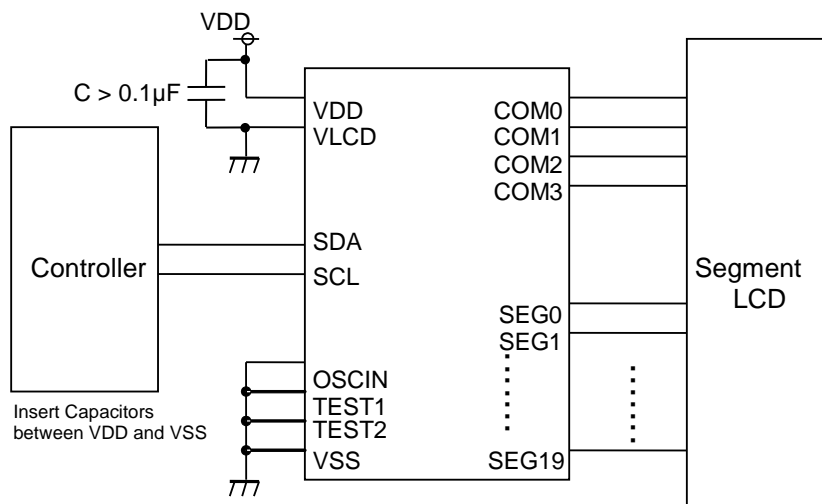 VDD
C > 0.1µF
VDD
VLCD
COM0
COM1
COM2
COM3
Controller
SDA
SCL
Segment
LCD
SEG0
SEG1
OSCIN
TEST1
TEST2
VSS
SEG19
Insert Capacitors
between VDD and VSS